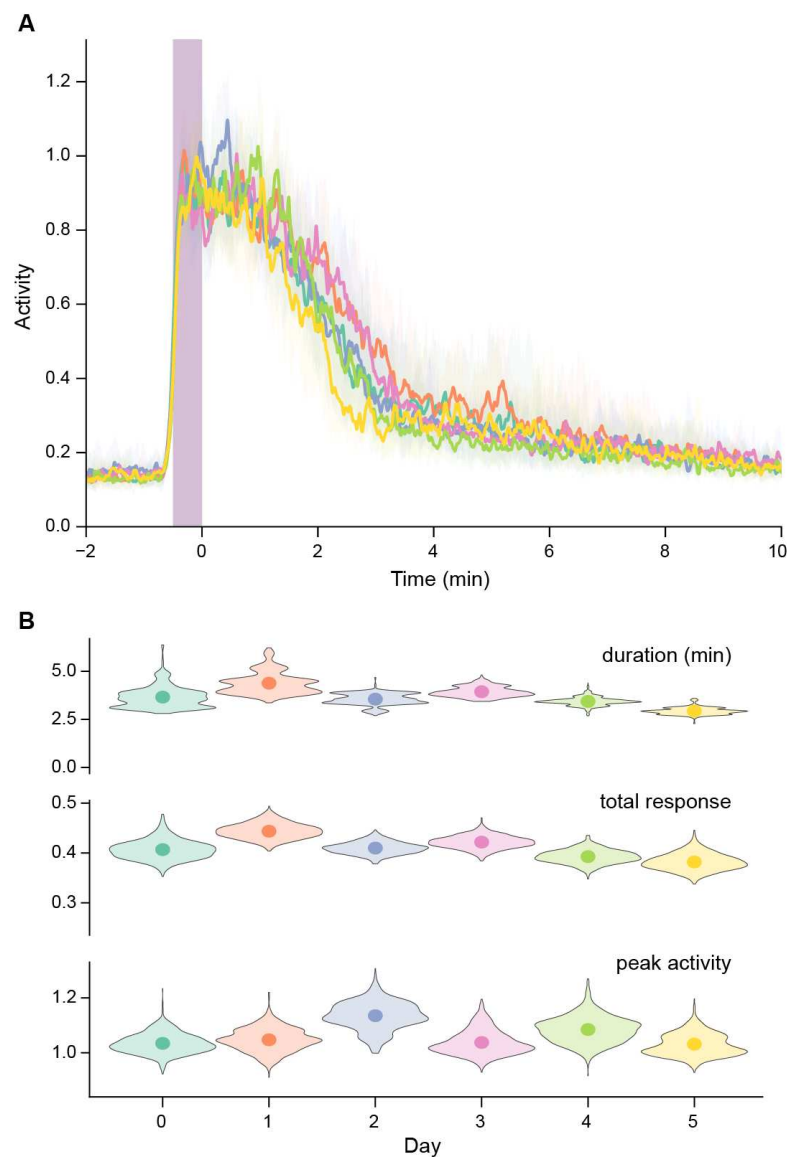 A
1.2
1.0
0.8
0.6
0.4
0.2
0.0
Activity
−2 0 2 4 6 8 10
Time (min)
B
duration (min)
5.0
2.5
0.0
total response
0.5
0.4
0.3
peak activity
1.2
1.0
0 1 2 3 4 5
Day